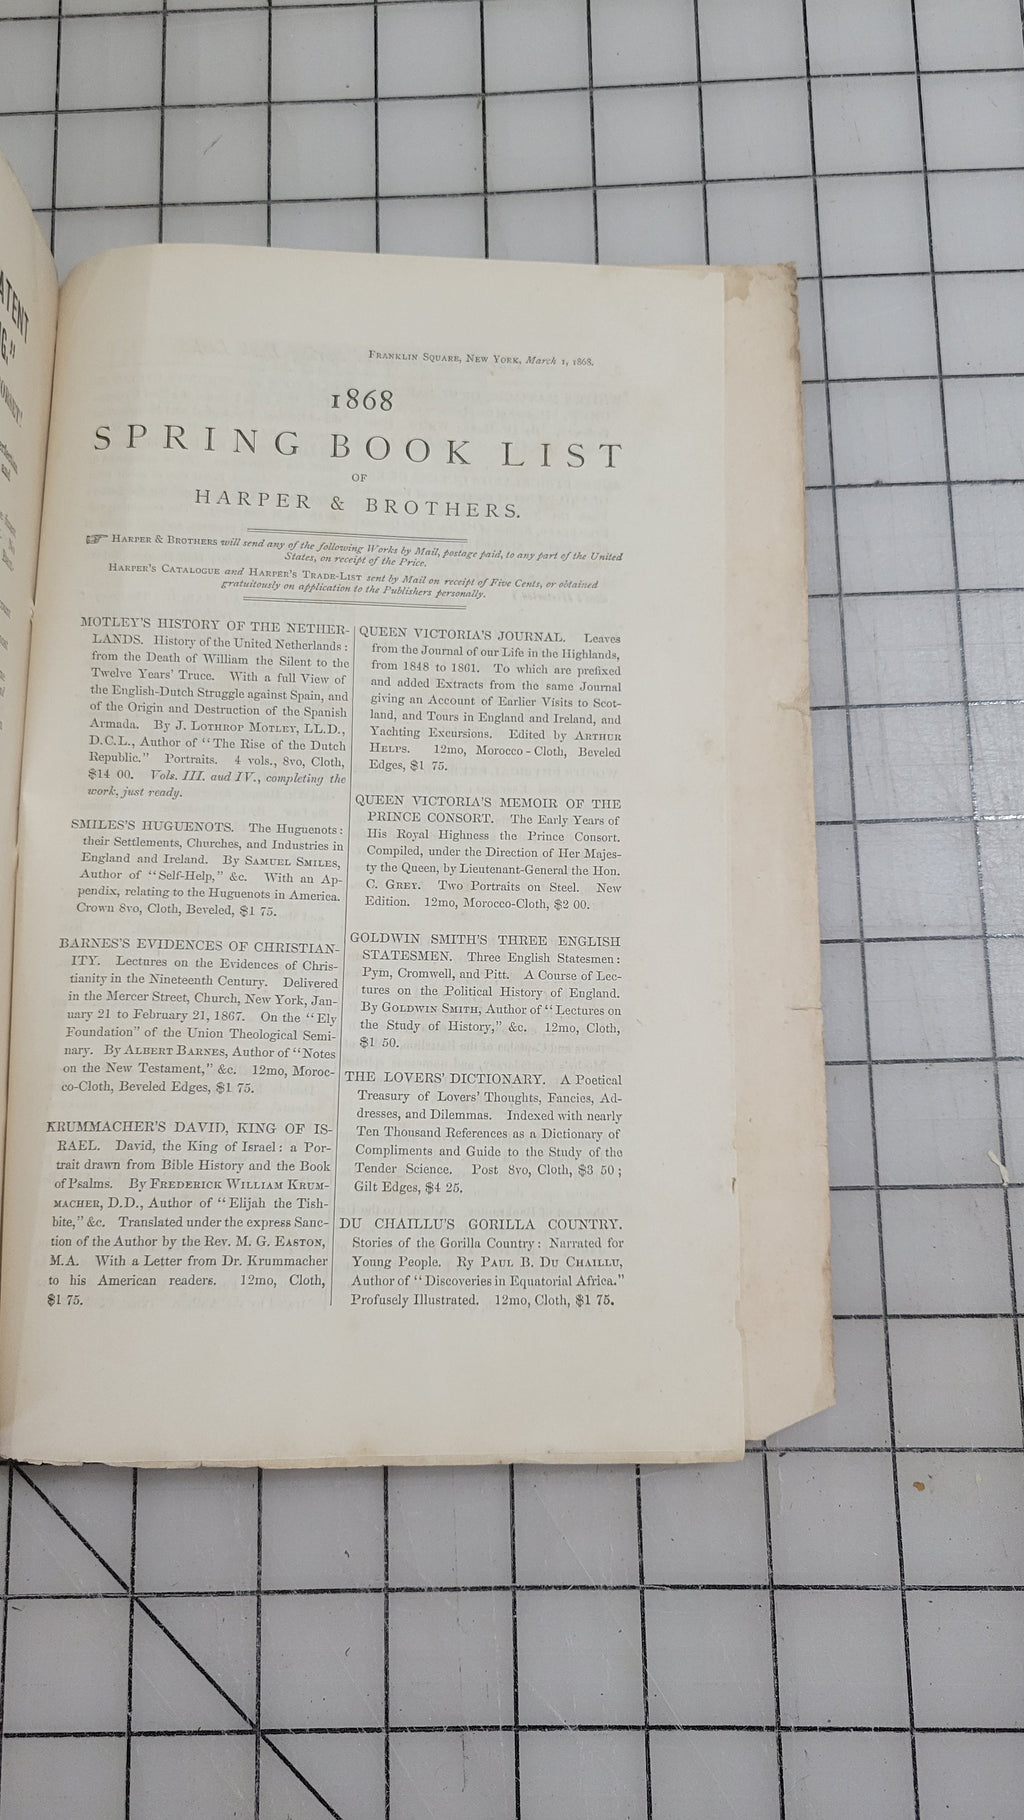 ATENT
G."
FRANKLIN SQUARE, NEW YORK, March 1, 1868.
1868
SPRING BOOK LIST
OF
HARPER & BROTHERS.
☞ HARPER & BROTHERS will send any of the following Works by Mail, postage paid, to any part of the United
States, on receipt of the Price.
HARPER'S CATALOGUE and HARPER'S TRADE-LIST sent by Mail on receipt of Five Cents, or obtained
gratuitously on application to the Publishers personally.
MOTLEY'S HISTORY OF THE NETHER-
LANDS. History of the United Netherlands:
from the Death of William the Silent to the
Twelve Years' Truce. With a full View of
the English-Dutch Struggle against Spain, and
of the Origin and Destruction of the Spanish
Armada. By J. LOTHROP MOTLEY, LL.D.,
D.C.L., Author of "The Rise of the Dutch
Republic." Portraits. 4 vols., 8vo, Cloth,
$14 00. Vols. III. aud IV., completing the
work, just ready.
SMILES'S HUGUENOTS. The Huguenots:
their Settlements, Churches, and Industries in
England and Ireland. By SAMUEL SMILES,
Author of "Self-Help," &c. With an Ap-
pendix, relating to the Huguenots in America.
Crown 8vo, Cloth, Beveled, $1 75.
BARNES'S EVIDENCES OF CHRISTIAN-
ITY. Lectures on the Evidences of Chris-
tianity in the Nineteenth Century. Delivered
in the Mercer Street, Church, New York, Jan-
uary 21 to February 21, 1867. On the "Ely
Foundation" of the Union Theological Semi-
nary. By ALBERT BARNES, Author of "Notes
on the New Testament," &c. 12mo, Moroc-
co-Cloth, Beveled Edges, $1 75.
KRUMMACHER'S DAVID, KING OF IS-
RAEL. David, the King of Israel: a Por-
trait drawn from Bible History and the Book
of Psalms. By FREDERICK WILLIAM KRUM-
MACHER, D.D., Author of "Elijah the Tish-
bite," &c. Translated under the express Sanc-
tion of the Author by the Rev. M. G. EASTON,
M.A. With a Letter from Dr. Krummacher
to his American readers. 12mo, Cloth,
$1 75.
QUEEN VICTORIA'S JOURNAL. Leaves
from the Journal of our Life in the Highlands,
from 1848 to 1861. To which are prefixed
and added Extracts from the same Journal
giving an Account of Earlier Visits to Scot-
land, and Tours in England and Ireland, and
Yachting Excursions. Edited by ARTHUR
HELPS. 12mo, Morocco-Cloth, Beveled
Edges, $1 75.
QUEEN VICTORIA'S MEMOIR OF THE
PRINCE CONSORT. The Early Years of
His Royal Highness the Prince Consort.
Compiled, under the Direction of Her Majes-
ty the Queen, by Lieutenant-General the Hon.
C. GREY. Two Portraits on Steel. New
Edition. 12mo, Morocco-Cloth, $2 00.
GOLDWIN SMITH'S THREE ENGLISH
STATESMEN. Three English Statesmen:
Pym, Cromwell, and Pitt. A Course of Lec-
tures on the Political History of England.
By GOLDWIN SMITH, Author of "Lectures on
the Study of History," &c. 12mo, Cloth,
$1 50.
THE LOVERS' DICTIONARY. A Poetical
Treasury of Lovers' Thoughts, Fancies, Ad-
dresses, and Dilemmas. Indexed with nearly
Ten Thousand References as a Dictionary of
Compliments and Guide to the Study of the
Tender Science. Post 8vo, Cloth, $3 50;
Gilt Edges, $4 25.
DU CHAILLU'S GORILLA COUNTRY.
Stories of the Gorilla Country: Narrated for
Young People. Ry PAUL B. DU CHAILLU,
Author of "Discoveries in Equatorial Africa."
Profusely Illustrated. 12mo, Cloth, $1 75.